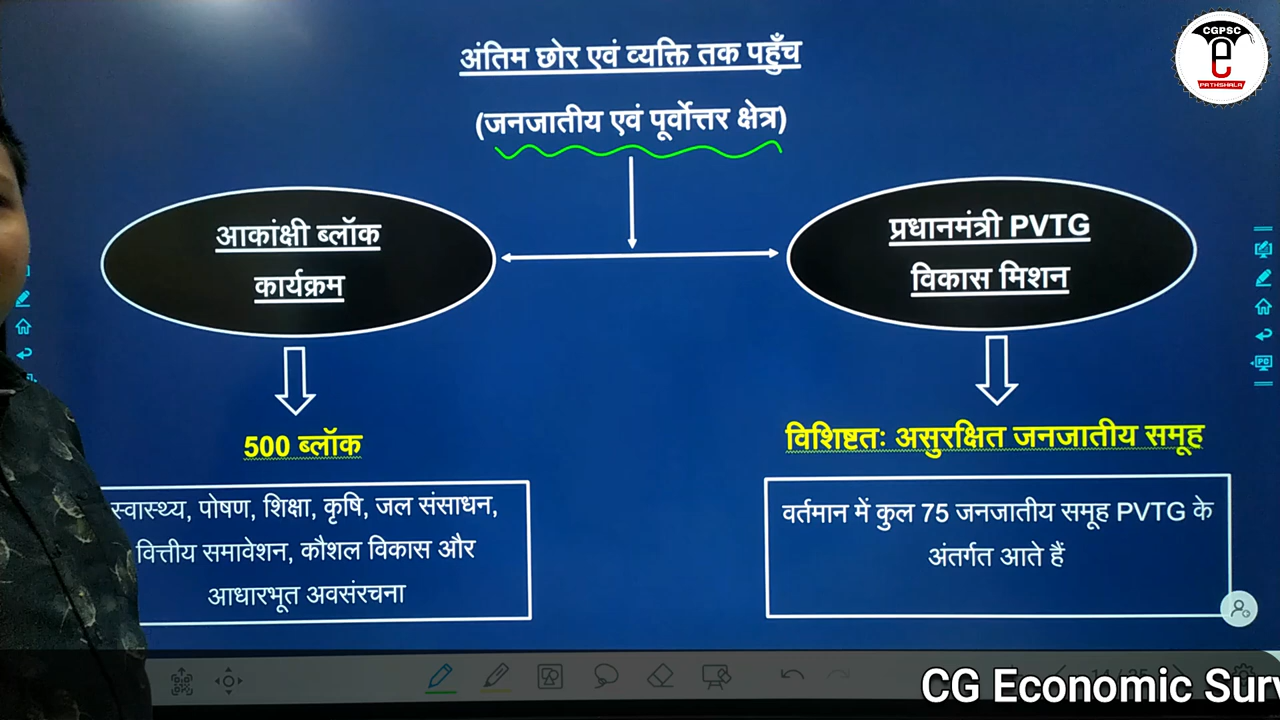 CGPSC
e
PATHSHALA
अंतिम छोर एवं व्यक्ति तक पहुँच
(जनजातीय एवं पूर्वोत्तर क्षेत्र)
आकांक्षी ब्लॉक
कार्यक्रम
प्रधानमंत्री PVTG
विकास मिशन
500 ब्लॉक
स्वास्थ्य, पोषण, शिक्षा, कृषि, जल संसाधन,
वित्तीय समावेशन, कौशल विकास और
आधारभूत अवसंरचना
विशिष्टतः असुरक्षित जनजातीय समूह
वर्तमान में कुल 75 जनजातीय समूह PVTG के
अंतर्गत आते हैं
CG Economic Surv